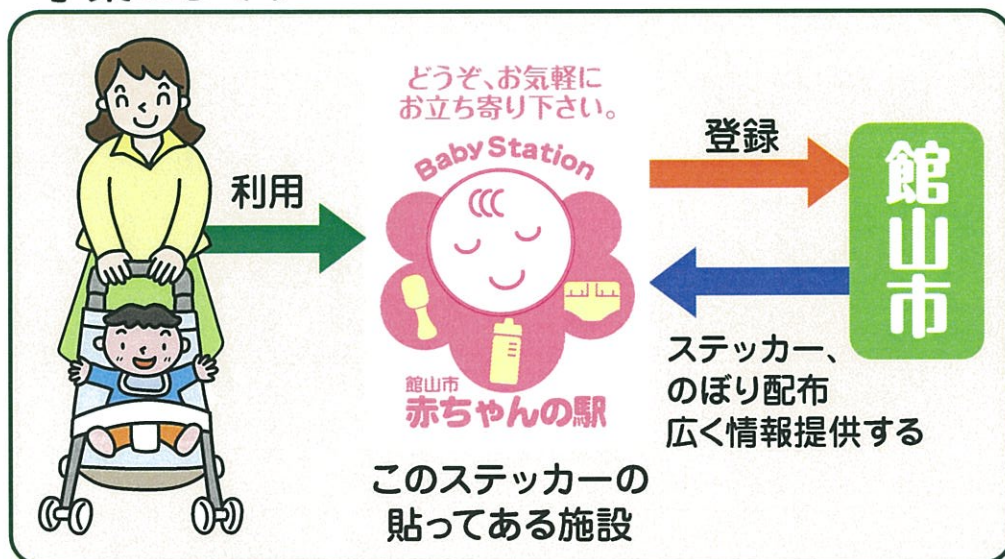 どうぞ、お気軽に
お立ち寄り下さい。
Baby Station
利用
登録
館山市
ステッカー、
のぼり配布
広く情報提供する
館山市
赤ちゃんの駅
このステッカーの
貼ってある施設